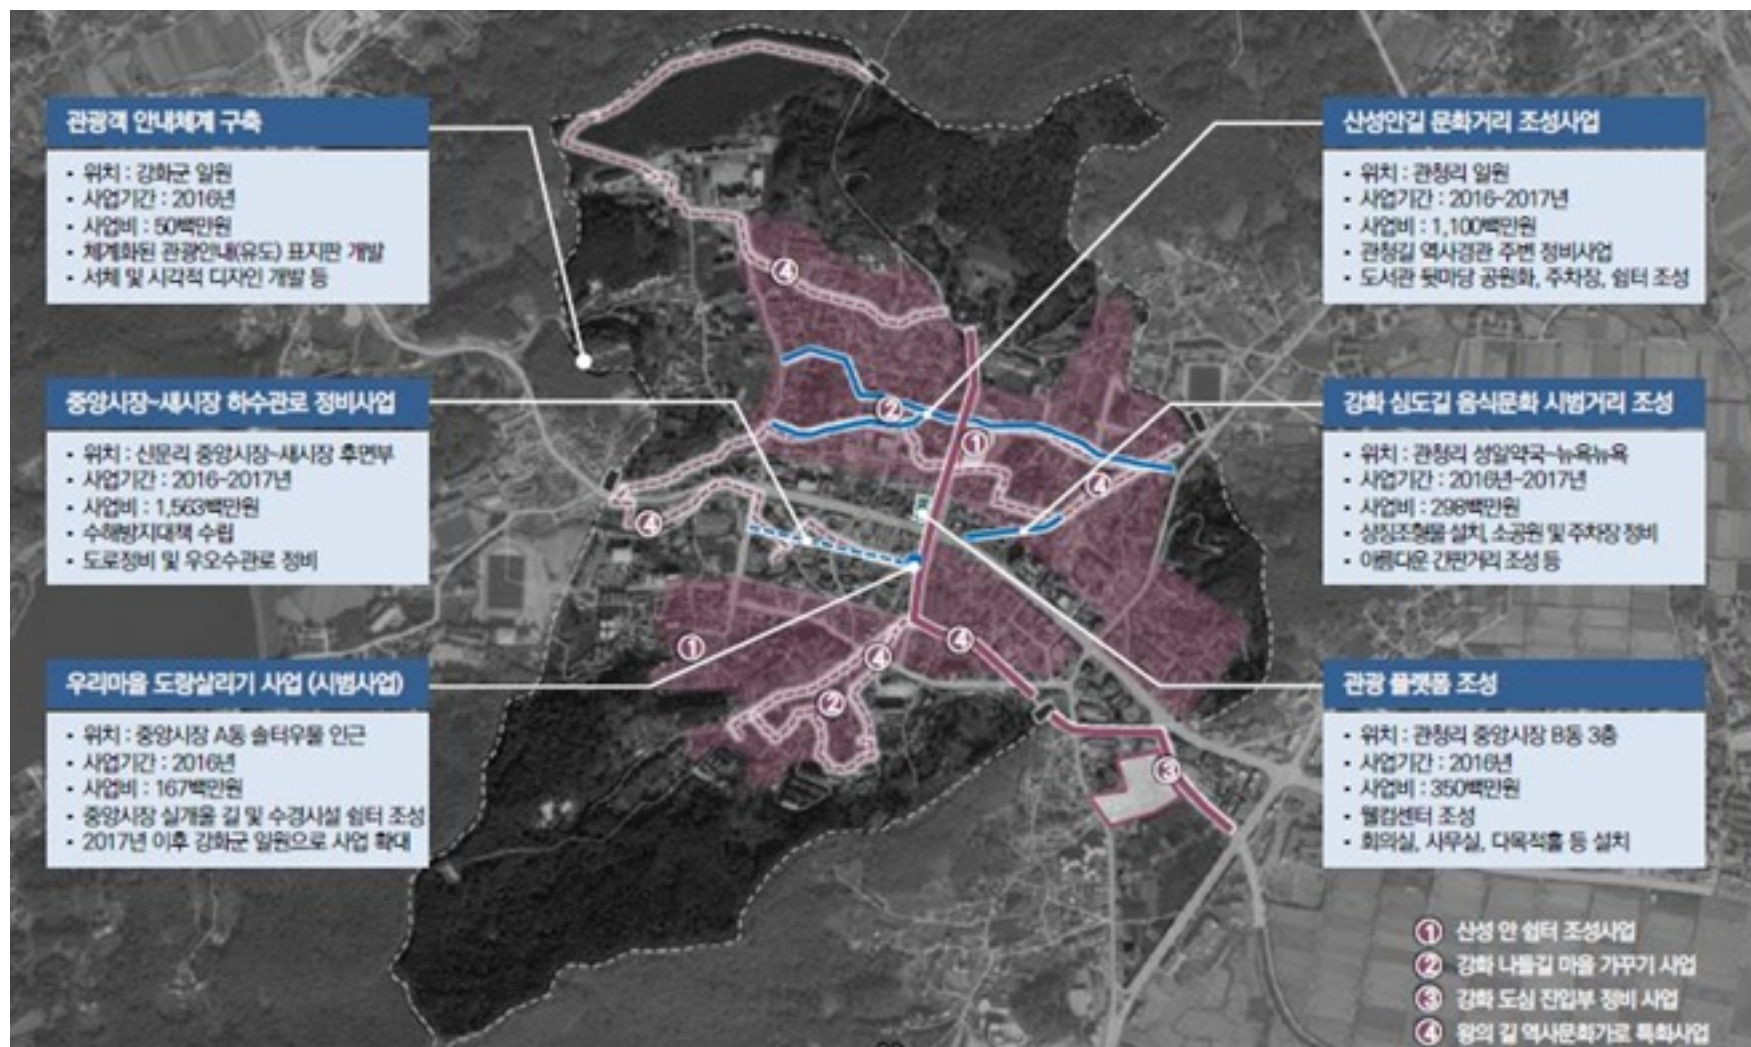 관광객 안내체계 구축
• 위치 : 강화군 일원
• 사업기간 : 2016년
• 사업비 : 50백만원
• 체계화된 관광안내(유도) 표지판 개발
• 서체 및 시각적 디자인 개발 등
중앙시장~새시장 하수관로 정비사업
• 위치 : 신문리 중앙시장~새시장 후면부
• 사업기간 : 2016~2017년
• 사업비 : 1,563백만원
• 수해방지대책 수립
• 도로정비 및 우오수관로 정비
우리마을 도랑살리기 사업 (시범사업)
• 위치 : 중앙시장 A동 솔터우물 인근
• 사업기간 : 2016년
• 사업비 : 167백만원
• 중앙시장 실개울 길 및 수경시설 쉼터 조성
• 2017년 이후 강화군 일원으로 사업 확대
④
②
①
④
④
①
④
④
②
③
산성안길 문화거리 조성사업
• 위치 : 관청리 일원
• 사업기간 : 2016~2017년
• 사업비 : 1,100백만원
• 관청길 역사경관 주변 정비사업
• 도서관 뒷마당 공원화, 주차장, 쉼터 조성
강화 심도길 음식문화 시범거리 조성
• 위치 : 관청리 성일약국~뉴욕뉴욕
• 사업기간 : 2016년~2017년
• 사업비 : 298백만원
• 상징조형물 설치, 소공원 및 주차장 정비
• 아름다운 간판거리 조성 등
관광 플랫폼 조성
• 위치 : 관청리 중앙시장 B동 3층
• 사업기간 : 2016년
• 사업비 : 350백만원
• 웰컴센터 조성
• 회의실, 사무실, 다목적홀 등 설치
① 산성 안 쉼터 조성사업
② 강화 나들길 마을 가꾸기 사업
③ 강화 도심 진입부 정비 사업
④ 왕의 길 역사문화가로 특화사업